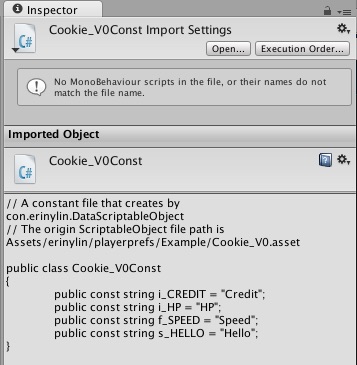 Inspector
Cookie_V0Const Import Settings
C#
Open...
Execution Order...
No MonoBehaviour scripts in the file, or their names do not
match the file name.
Imported Object
Cookie_V0Const
C#
// A constant file that creates by
con.erinylin.DataScriptableObject
// The origin ScriptableObject file path is
Assets/erinylin/playerprefs/Example/Cookie_V0.asset
public class Cookie_V0Const
{
public const string i_CREDIT = "Credit";
public const string i_HP = "HP";
public const string f_SPEED = "Speed";
public const string s_HELLO = "Hello";
}